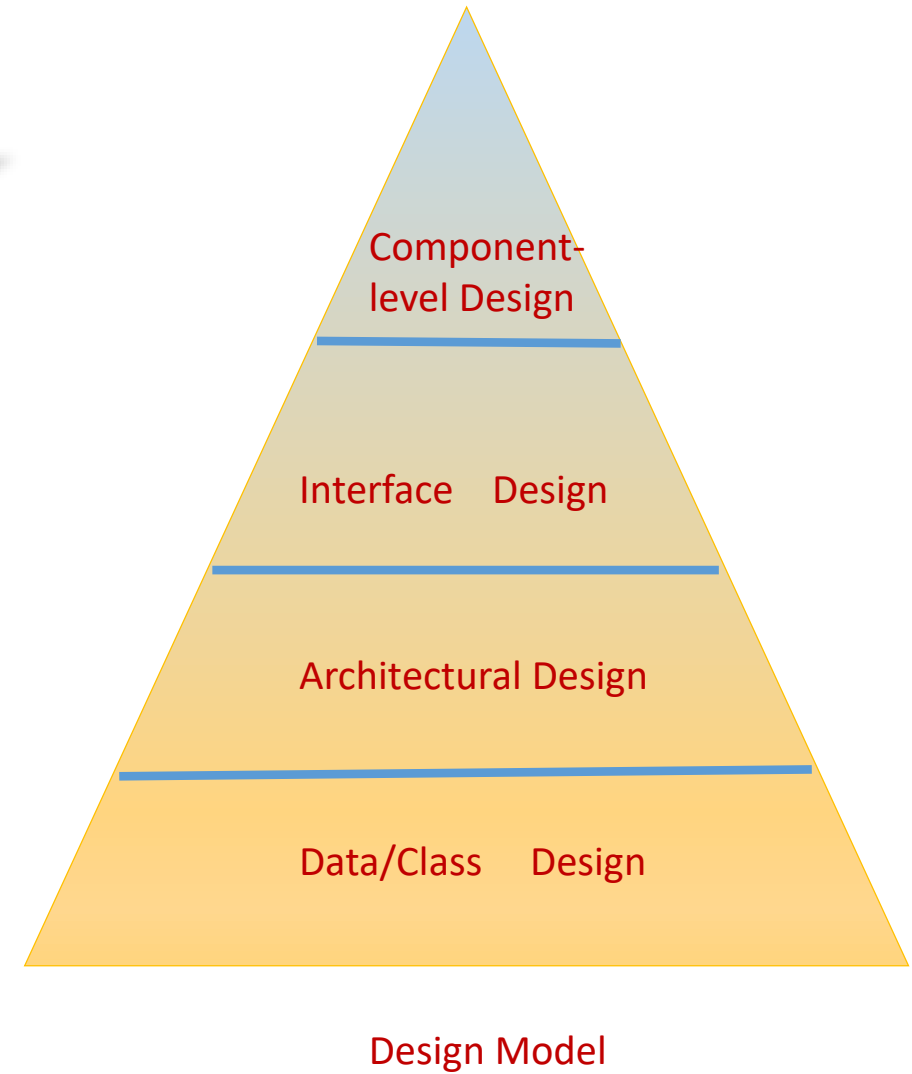 Component-
level Design
Interface Design
Architectural Design
Data/Class Design
Design Model